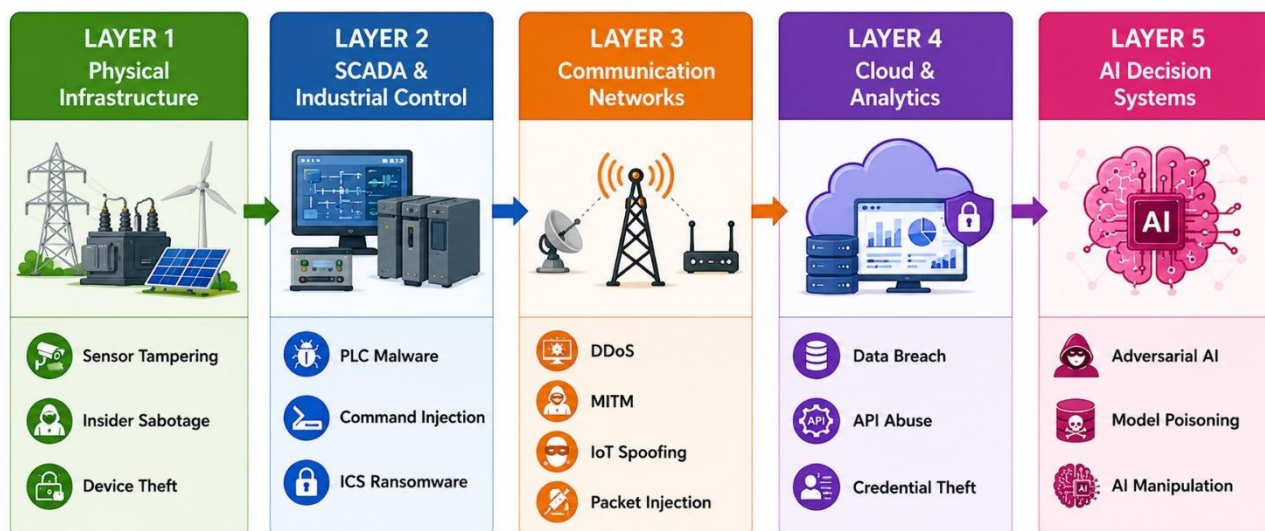 LAYER 1
Physical
Infrastructure
Sensor Tampering
Insider Sabotage
Device Theft
LAYER 2
SCADA &
Industrial Control
PLC Malware
Command Injection
ICS Ransomware
LAYER 3
Communication
Networks
DDoS
MITM
IoT Spoofing
Packet Injection
LAYER 4
Cloud &
Analytics
Data Breach
API
API Abuse
Credential Theft
LAYER 5
AI Decision
Systems
AI
Adversarial AI
Model Poisoning
AI
AI Manipulation